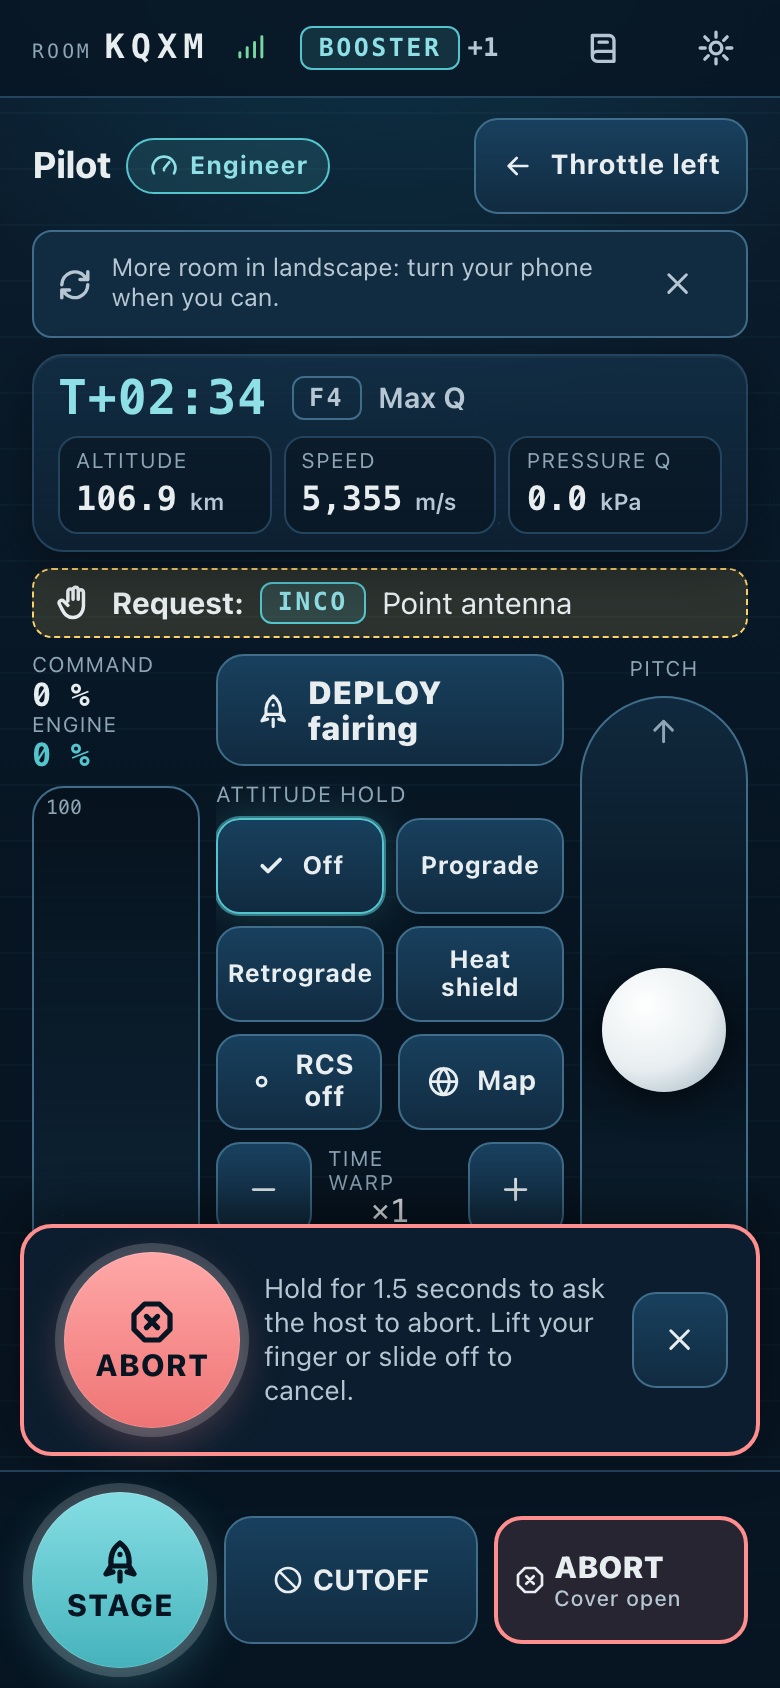 ROOM KQXM BOOSTER +1
Pilot Engineer Throttle left
More room in landscape: turn your phone
when you can.
T+02:34 F4 Max Q
ALTITUDE SPEED PRESSURE Q
106.9 km 5,355 m/s 0.0 kPa
Request: INCO Point antenna
COMMAND
0 %
ENGINE
0 %
100
DEPLOY
fairing
ATTITUDE HOLD
Off Prograde
Retrograde Heat
shield
RCS
off
Map
TIME
WARP
×1
PITCH
ABORT
Hold for 1.5 seconds to ask
the host to abort. Lift your
finger or slide off to
cancel.
STAGE
CUTOFF
ABORT
Cover open